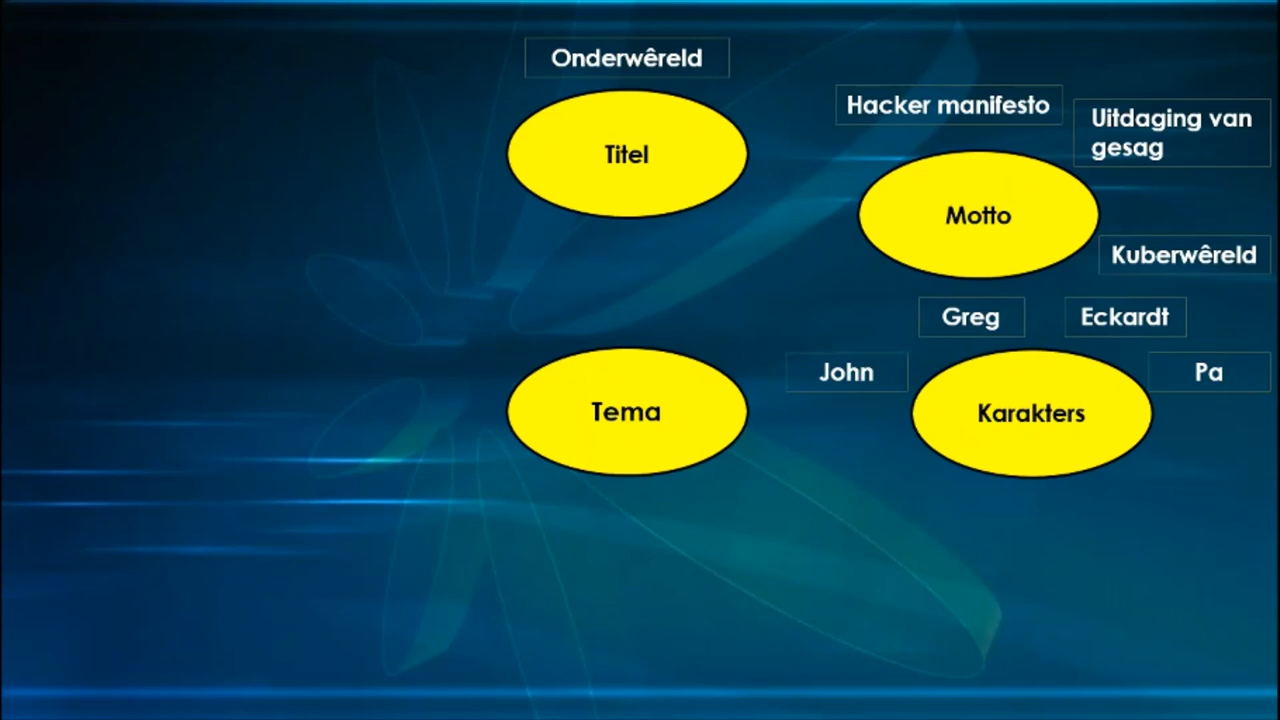 Onderwêreld
Titel
Hacker manifesto
Uitdaging van
gesag
Motto
Kuberwêreld
Greg
Eckardt
John
Pa
Tema
Karakters